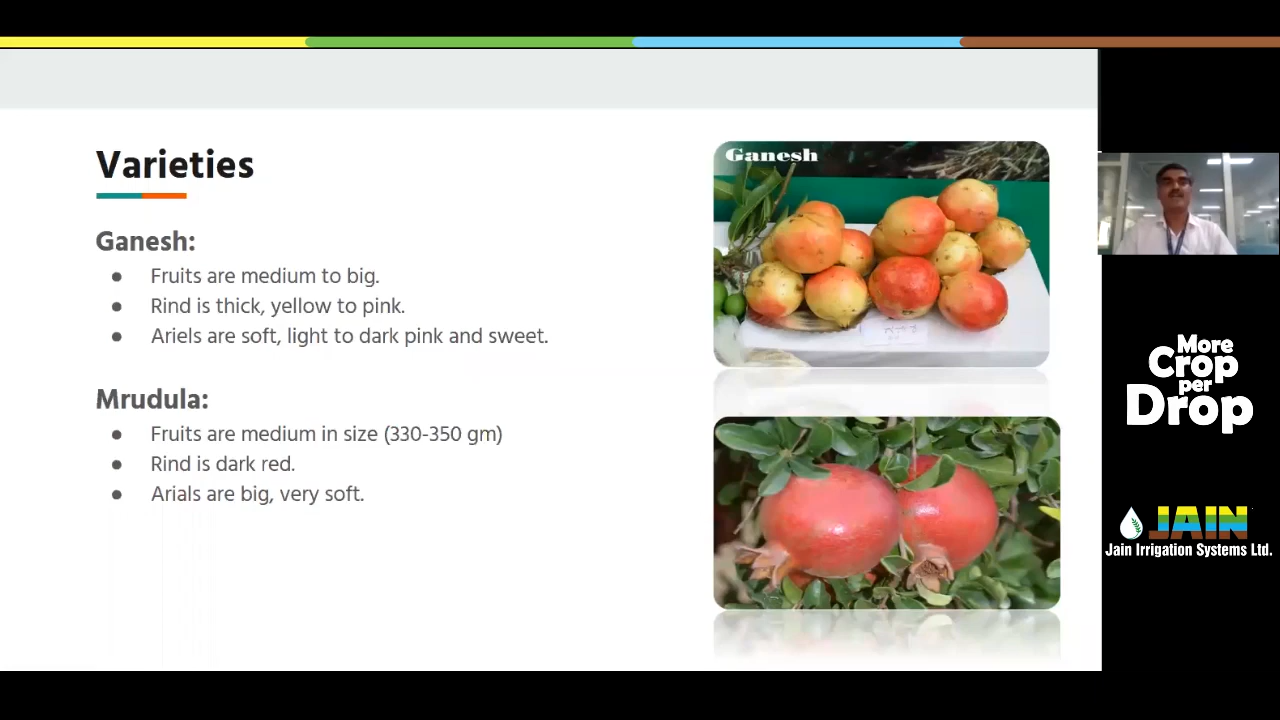 Varieties
Ganesh:
● Fruits are medium to big.
● Rind is thick, yellow to pink.
● Ariels are soft, light to dark pink and sweet.
Mrudula:
● Fruits are medium in size (330-350 gm)
● Rind is dark red.
● Arials are big, very soft.
Ganesh
More
Crop
per
Drop
JAIN
Jain Irrigation Systems Ltd.